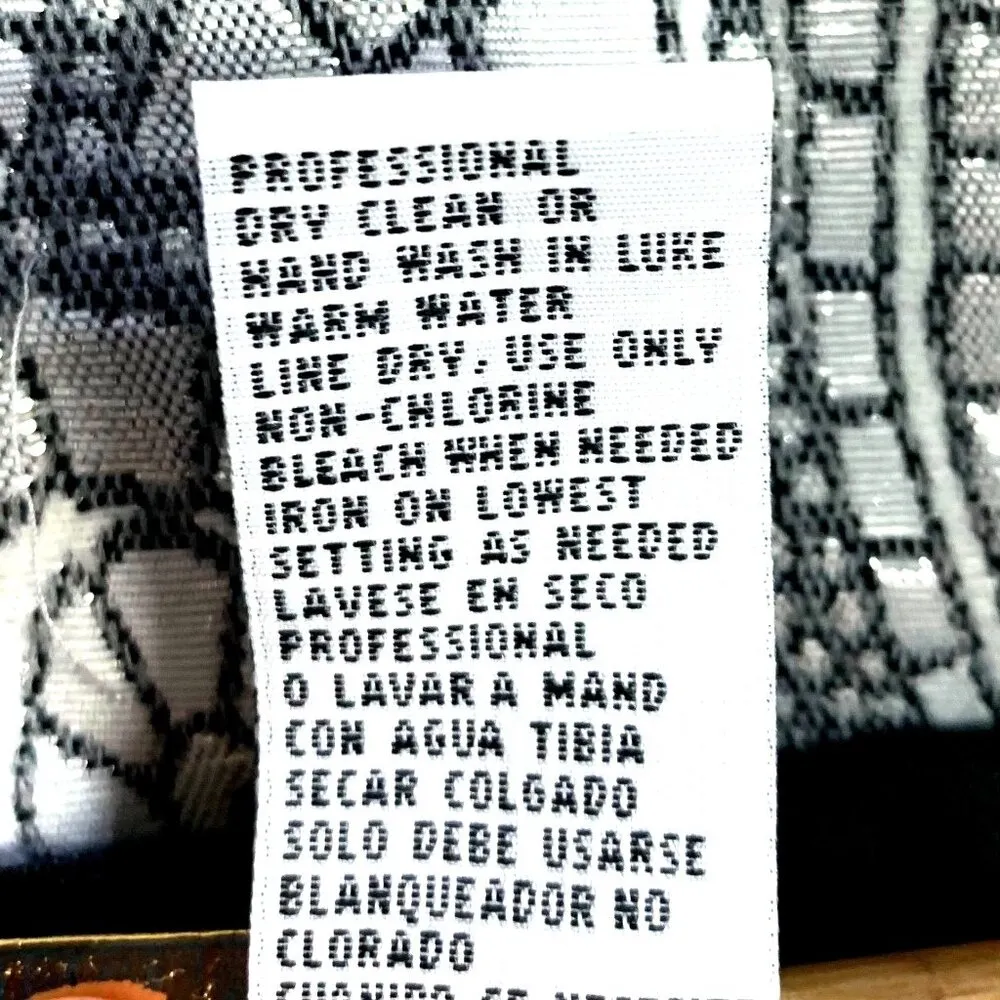 PROFESSIONAL
DRY CLEAN OR
HAND WASH IN LUKE
WARM WATER
LINE DRY. USE ONLY
NON-CHLORINE
BLEACH WHEN NEEDED
IRON ON LOWEST
SETTING AS NEEDED
LAVESE EN SECO
PROFESSIONAL
O LAVAR A MANO
CON AGUA TIBIA
SECAR COLGADO
SOLO DEBE USARSE
BLANQUEADOR NO
CLORADO
CUANDO SE